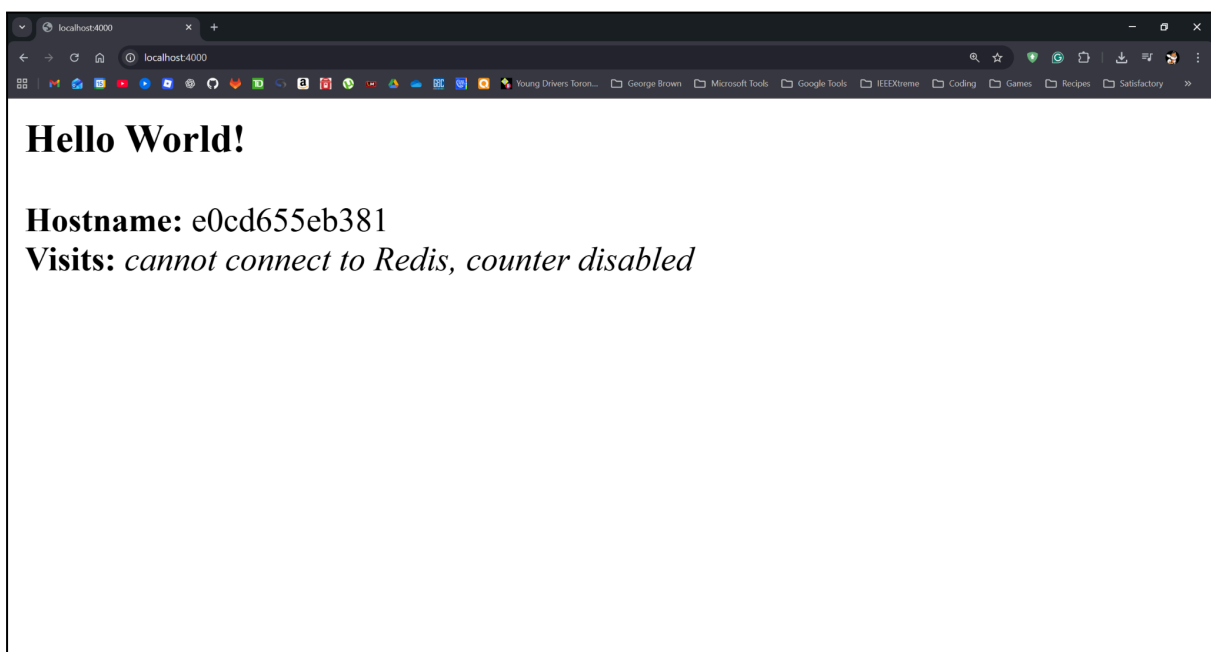 localhost:4000
localhost:4000
Young Drivers Toron... George Brown Microsoft Tools Google Tools IEEEXtreme Coding Games Recipes Satisfactory
Hello World!
Hostname: e0cd655eb381
Visits: cannot connect to Redis, counter disabled